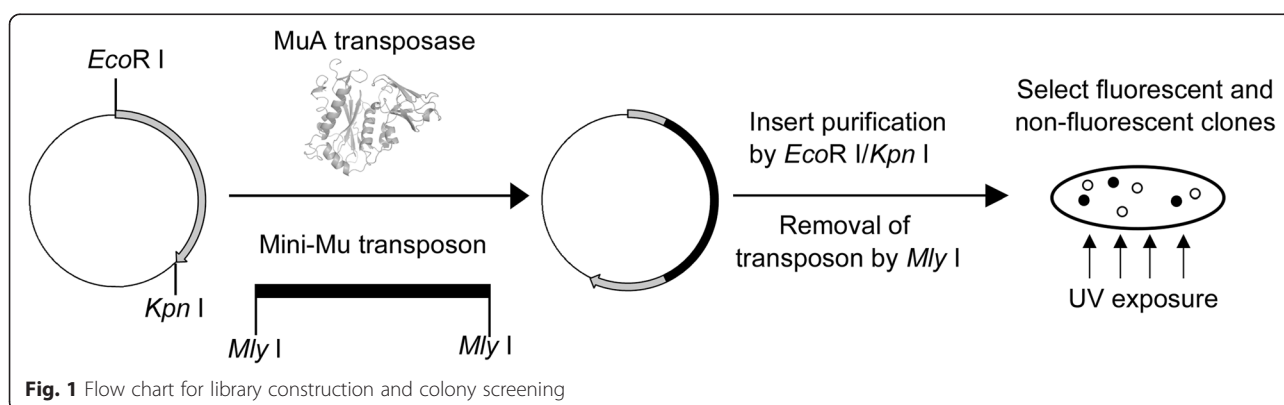 EcoR I
Kpn I
MuA transposase
Mini-Mu transposon
Mly I
Mly I
Insert purification
by EcoR I/Kpn I
Removal of
transposon by Mly I
Select fluorescent and
non-fluorescent clones
UV exposure
Fig. 1 Flow chart for library construction and colony screening